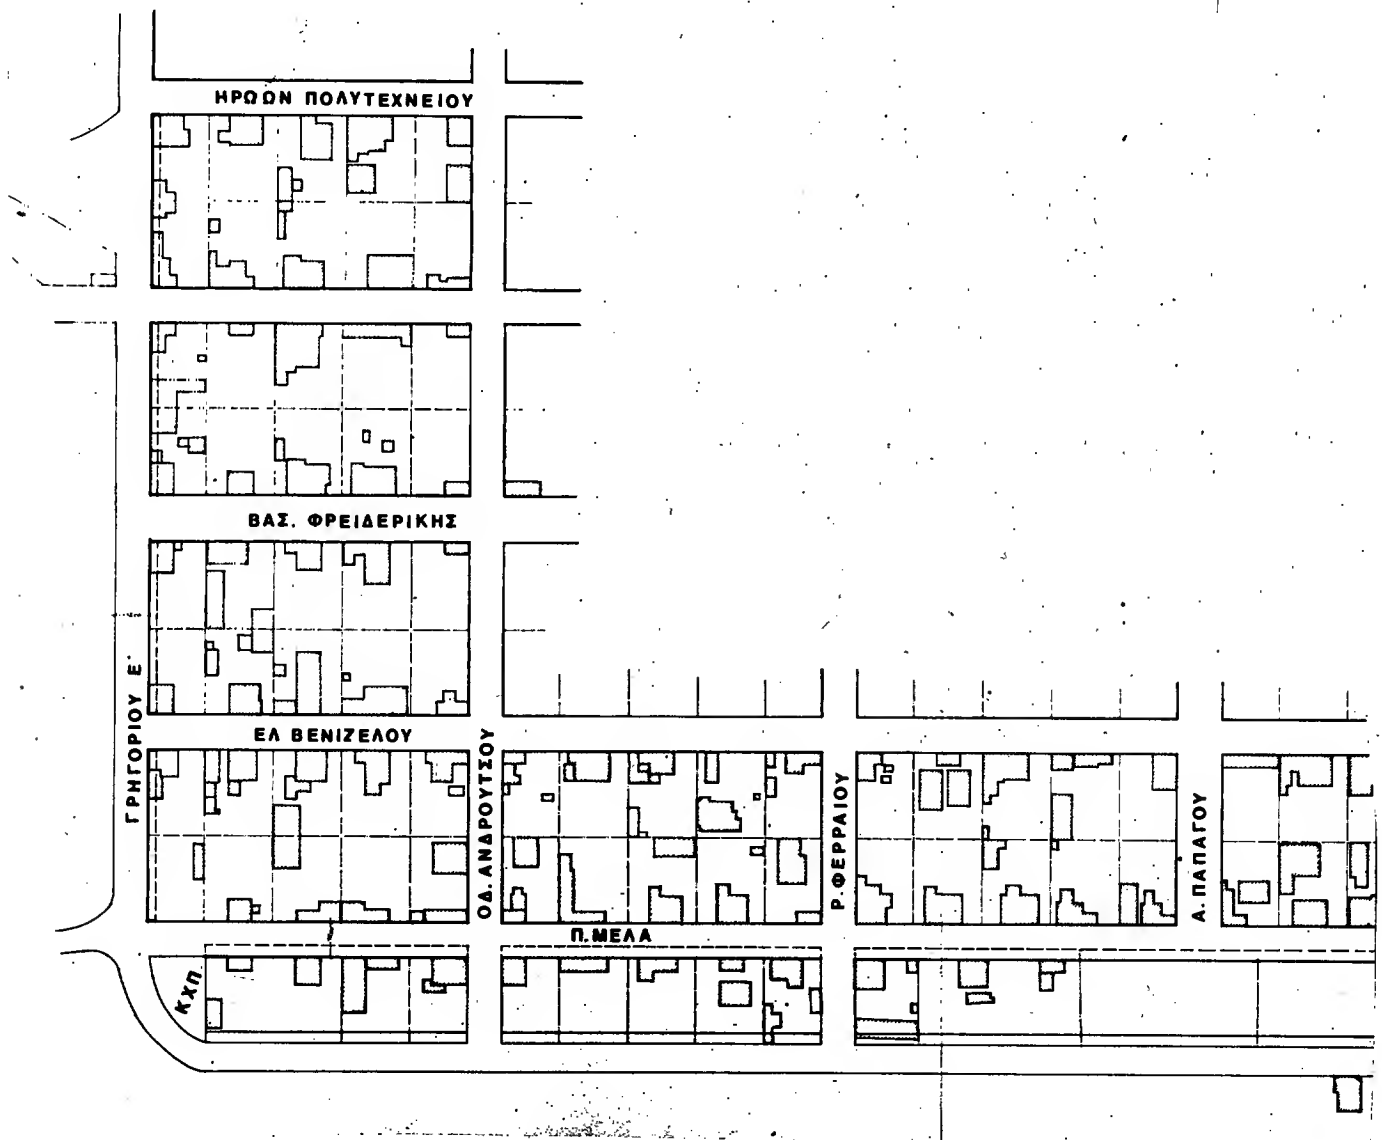 ΗΡΩΩΝ ΠΟΛΥΤΕΧΝΕΙΟΥ
ΒΑΣ. ΦΡΕΙΔΕΡΙΚΗΣ
ΓΡΗΓΟΡΙΟΥ Ε'
ΕΛ ΒΕΝΙΖΕΛΟΥ
ΟΔ. ΑΝΔΡΟΥΤΣΟΥ
Ρ. ΦΕΡΡΑΙΟΥ
Α. ΠΑΠΑΓΟΥ
Π. ΜΕΛΑ
ΚΧΠ